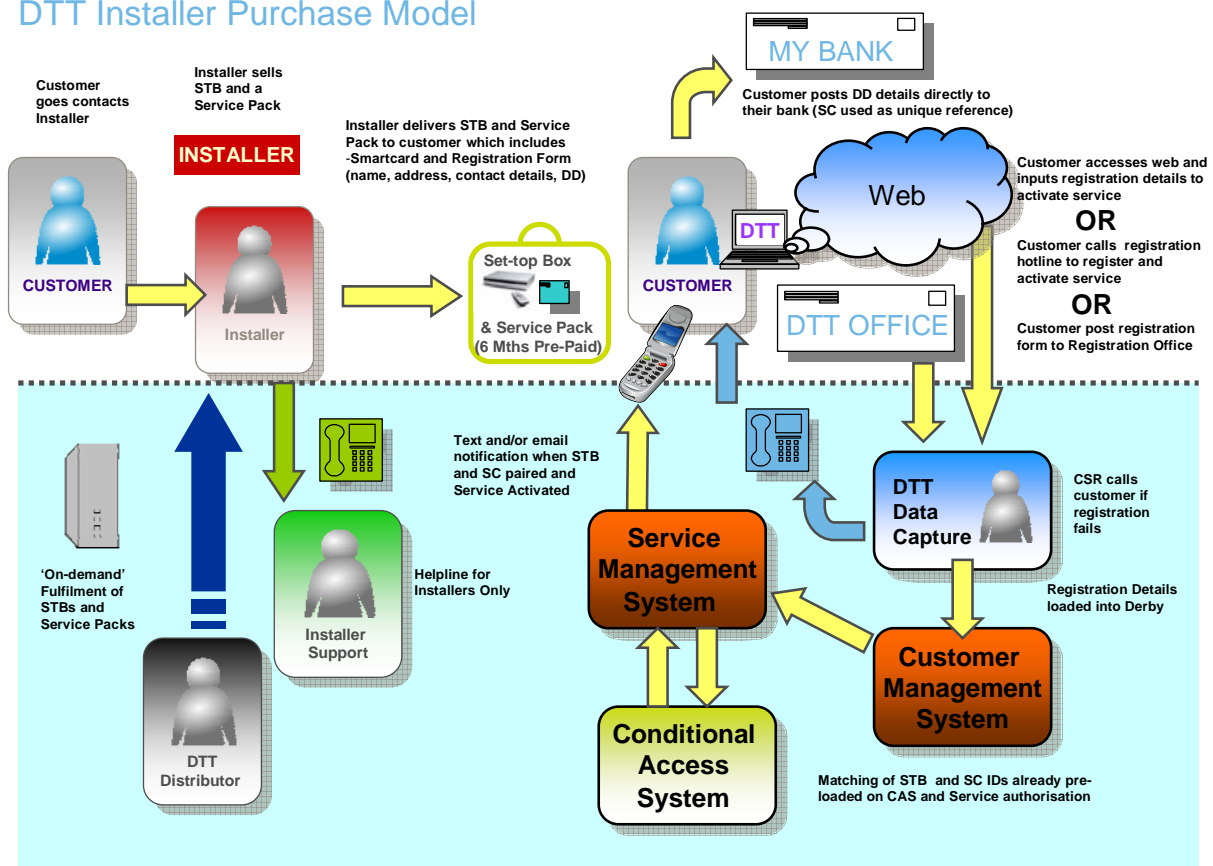 DTT Installer Purchase Model
Customer
goes contacts
Installer
Installer sells
STB and a
Service Pack
INSTALLER
Installer delivers STB and Service
Pack to customer which includes
-Smartcard and Registration Form
(name, address, contact details, DD)
MY BANK
Customer posts DD details directly to
their bank (SC used as unique reference)
CUSTOMER
Installer
Set-top Box
& Service Pack
(6 Mths Pre-Paid)
CUSTOMER
DTT
Web
DTT OFFICE
Customer accesses web and
inputs registration details to
activate service
OR
Customer calls registration
hotline to register and
activate service
OR
Customer post registration
form to Registration Office
'On-demand'
Fulfilment of
STBs and
Service Packs
DTT
Distributor
Installer
Support
Helpline for
Installers Only
Text and/or email
notification when STB
and SC paired and
Service Activated
Service
Management
System
Conditional
Access
System
DTT
Data
Capture
CSR calls
customer if
registration
fails
Registration Details
loaded into Derby
Customer
Management
System
Matching of STB and SC IDs already pre-
loaded on CAS and Service authorisation